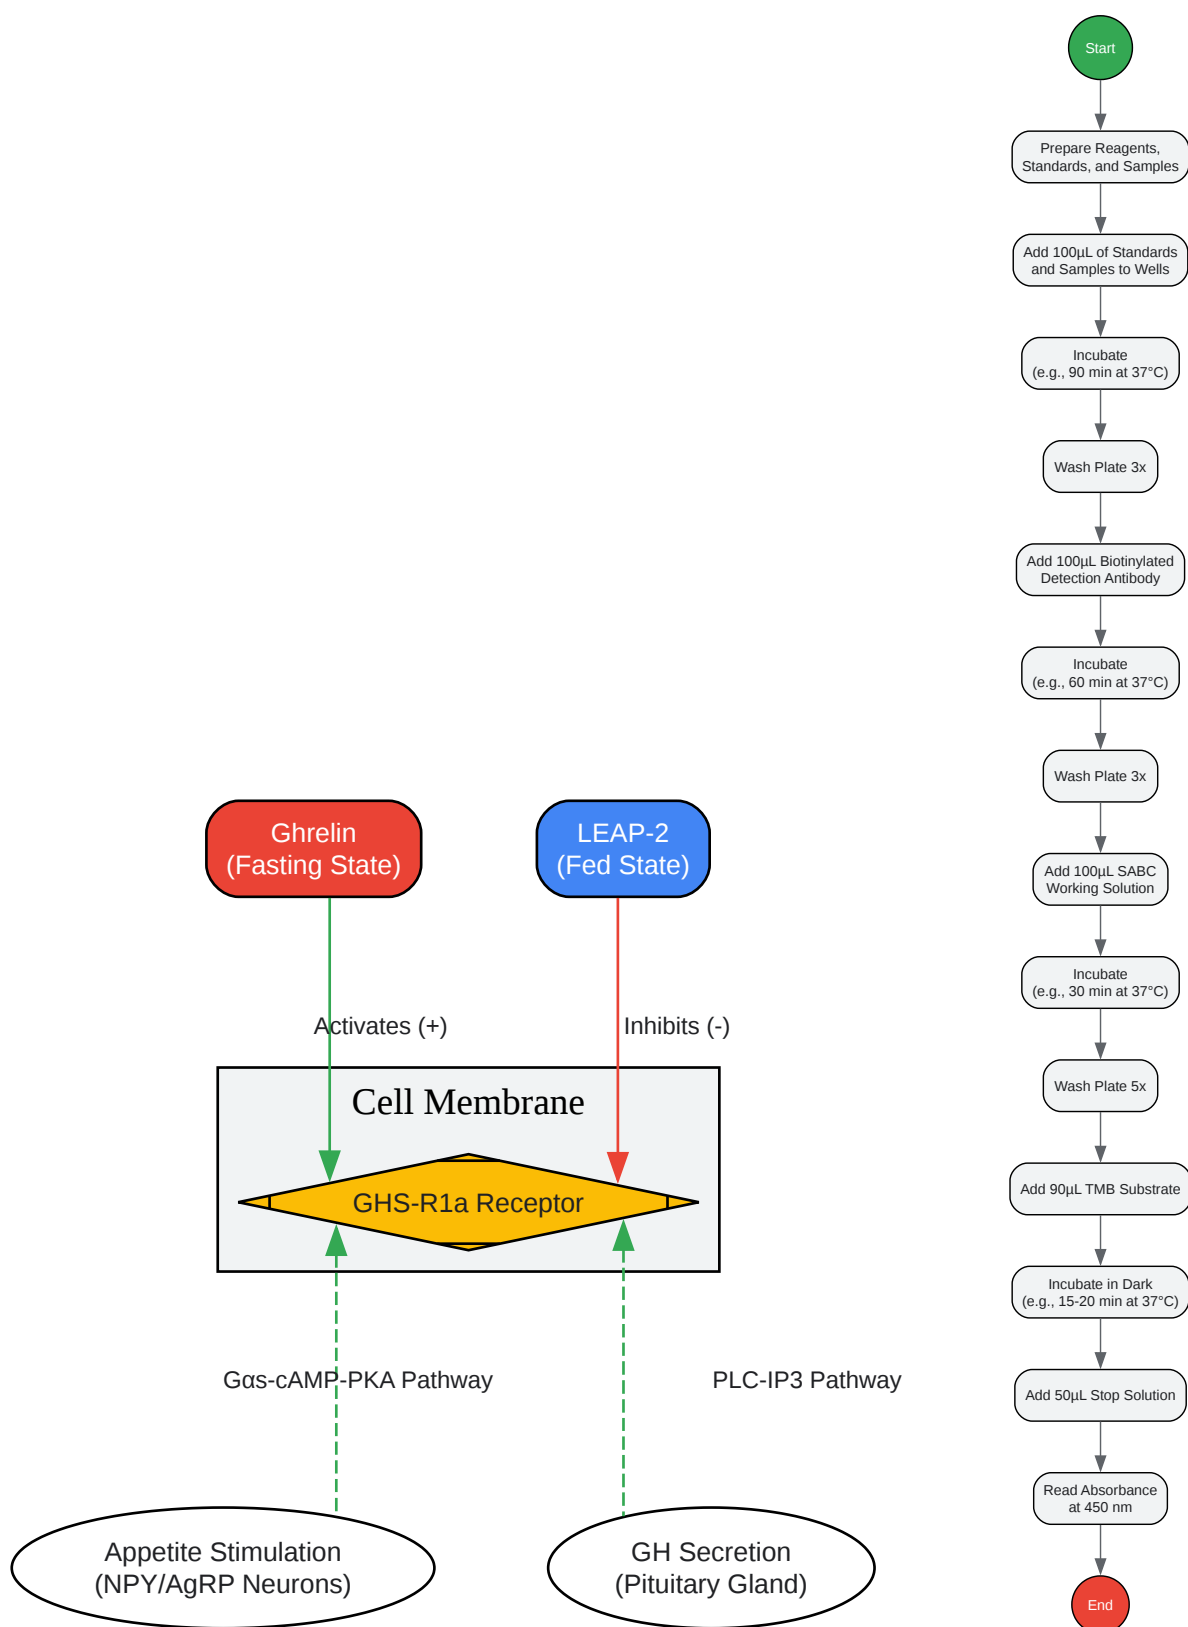 Ghrelin
(Fasting State)
LEAP-2
(Fed State)
Activates (+)
Inhibits (-)
Cell Membrane
GHS-R1a Receptor
Gαs-cAMP-PKA Pathway
PLC-IP3 Pathway
Appetite Stimulation
(NPY/AgRP Neurons)
GH Secretion
(Pituitary Gland)
Start
Prepare Reagents,
Standards, and Samples
Add 100µL of Standards
and Samples to Wells
Incubate
(e.g., 90 min at 37°C)
Wash Plate 3x
Add 100µL Biotinylated
Detection Antibody
Incubate
(e.g., 60 min at 37°C)
Wash Plate 3x
Add 100µL SABC
Working Solution
Incubate
(e.g., 30 min at 37°C)
Wash Plate 5x
Add 90µL TMB Substrate
Incubate in Dark
(e.g., 15-20 min at 37°C)
Add 50µL Stop Solution
Read Absorbance
at 450 nm
End